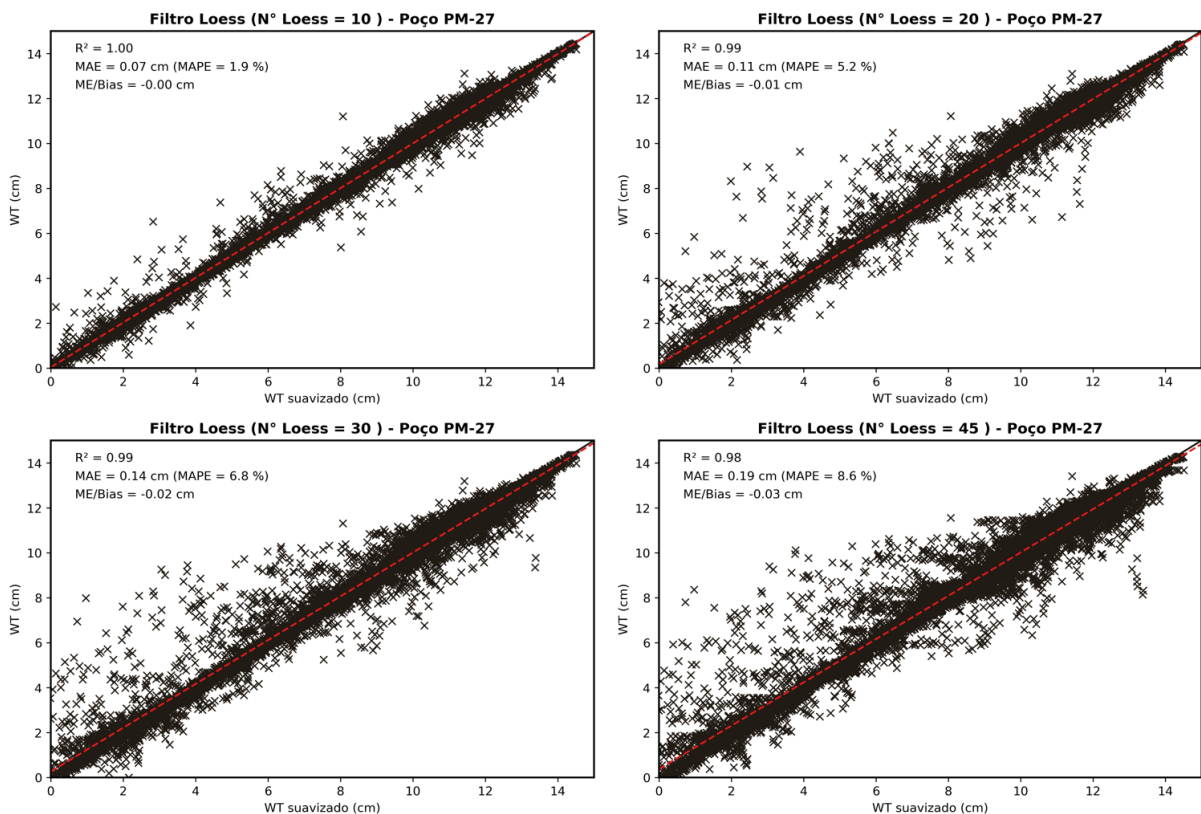 Filtro Loess (N° Loess = 10 ) - Poço PM-27
R² = 1.00
MAE = 0.07 cm (MAPE = 1.9 %)
ME/Bias = -0.00 cm
WT (cm)
14
12
10
8
6
4
2
0
0 2 4 6 8 10 12 14
WT suavizado (cm)
Filtro Loess (N° Loess = 20 ) - Poço PM-27
R² = 0.99
MAE = 0.11 cm (MAPE = 5.2 %)
ME/Bias = -0.01 cm
WT (cm)
14
12
10
8
6
4
2
0
0 2 4 6 8 10 12 14
WT suavizado (cm)
Filtro Loess (N° Loess = 30 ) - Poço PM-27
R² = 0.99
MAE = 0.14 cm (MAPE = 6.8 %)
ME/Bias = -0.02 cm
WT (cm)
14
12
10
8
6
4
2
0
0 2 4 6 8 10 12 14
WT suavizado (cm)
Filtro Loess (N° Loess = 45 ) - Poço PM-27
R² = 0.98
MAE = 0.19 cm (MAPE = 8.6 %)
ME/Bias = -0.03 cm
WT (cm)
14
12
10
8
6
4
2
0
0 2 4 6 8 10 12 14
WT suavizado (cm)